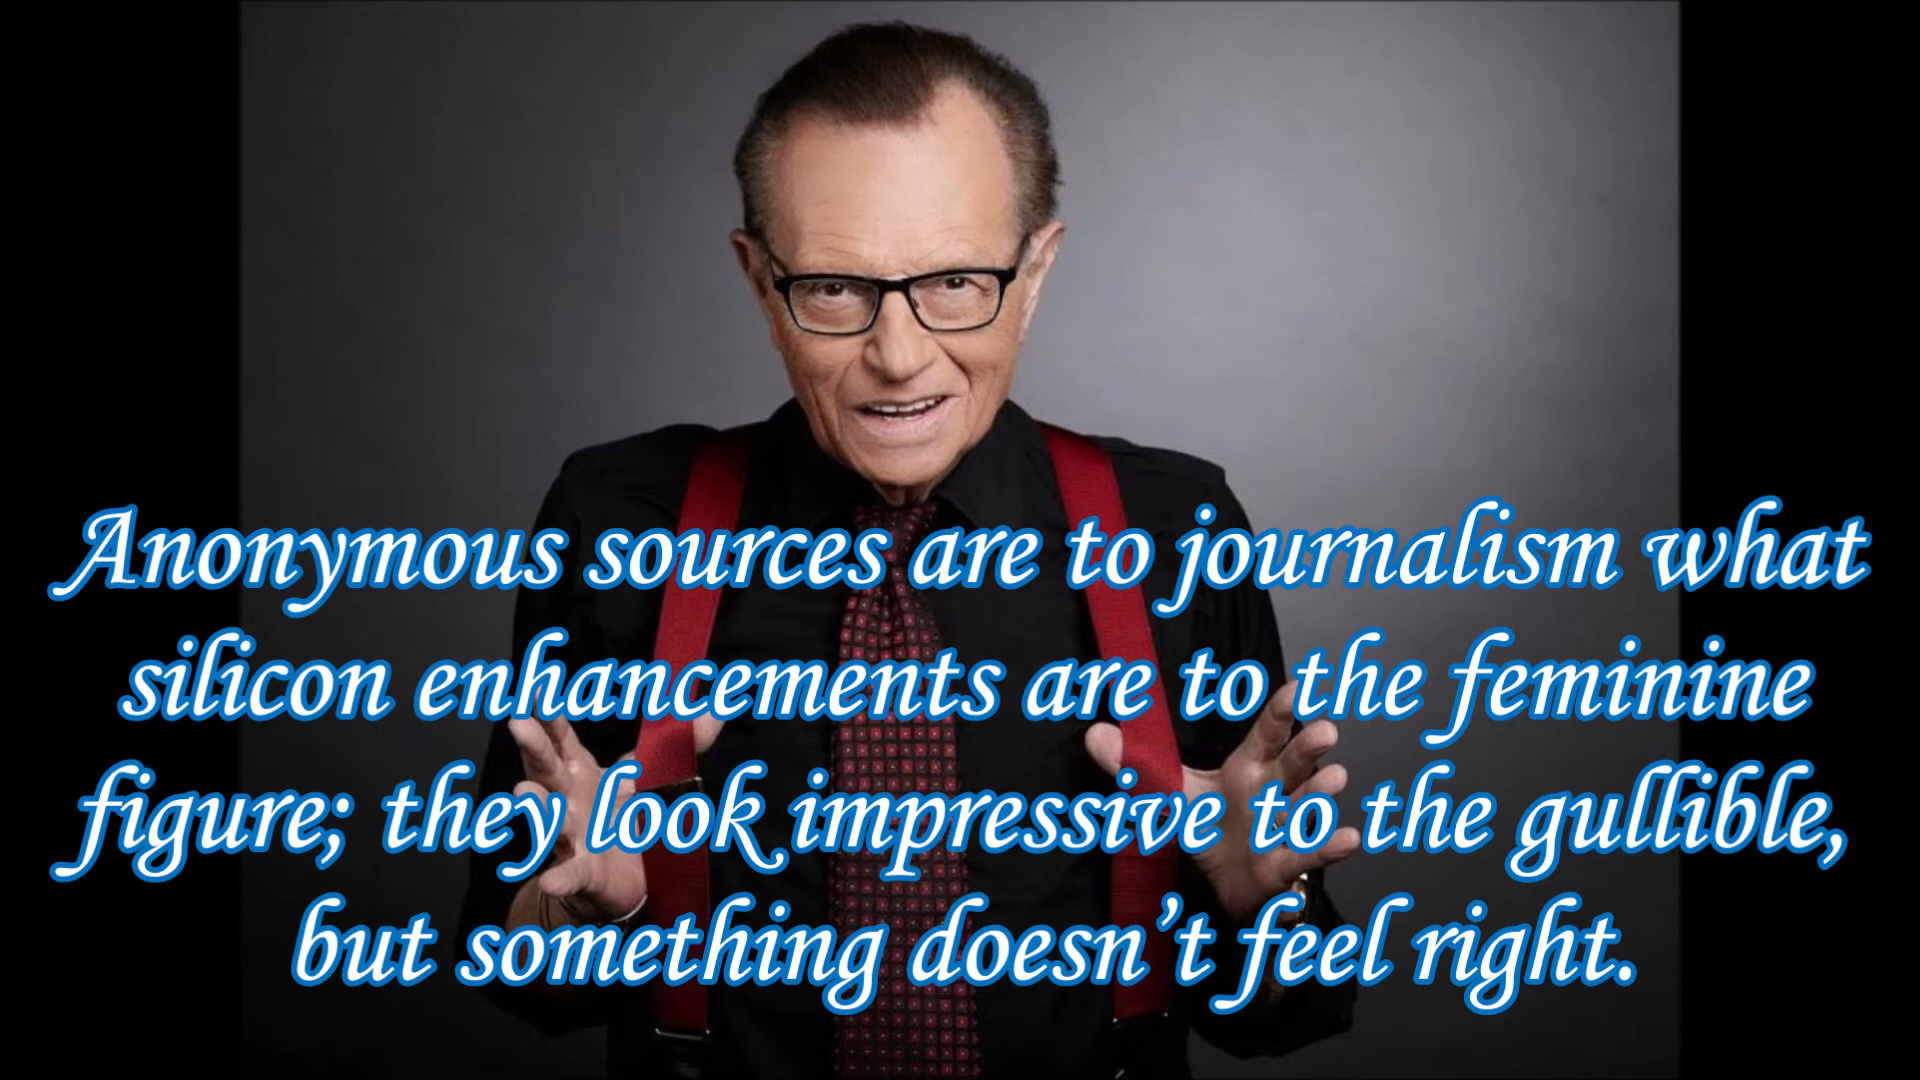 Anonymous sources are to journalism what
silicon enhancements are to the feminine
figure; they look impressive to the gullible,
but something doesn’t feel right.